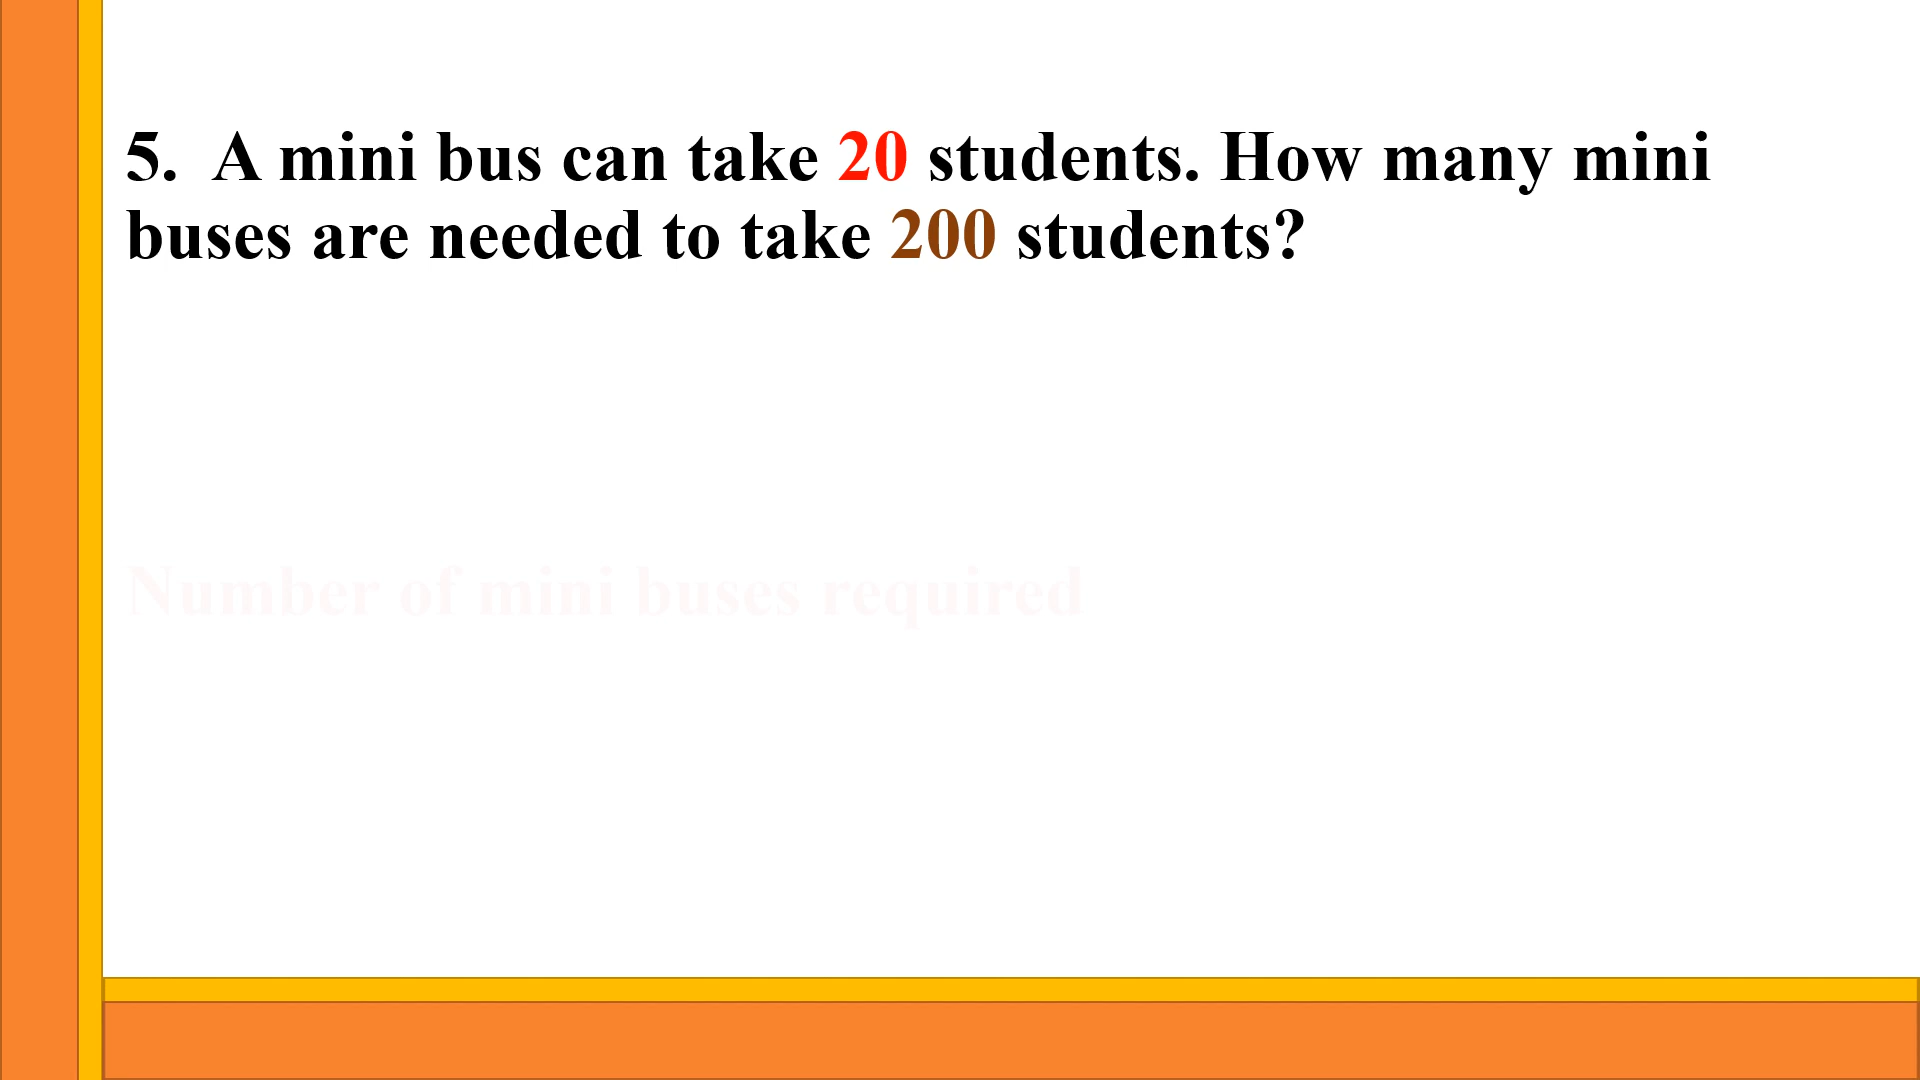 5. A mini bus can take 20 students. How many mini
buses are needed to take 200 students?
Number of mini buses required